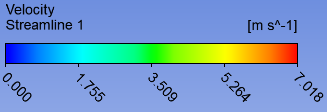 Velocity
Streamline 1 [m s^-1]
0.000 1.755 3.509 5.264 7.018